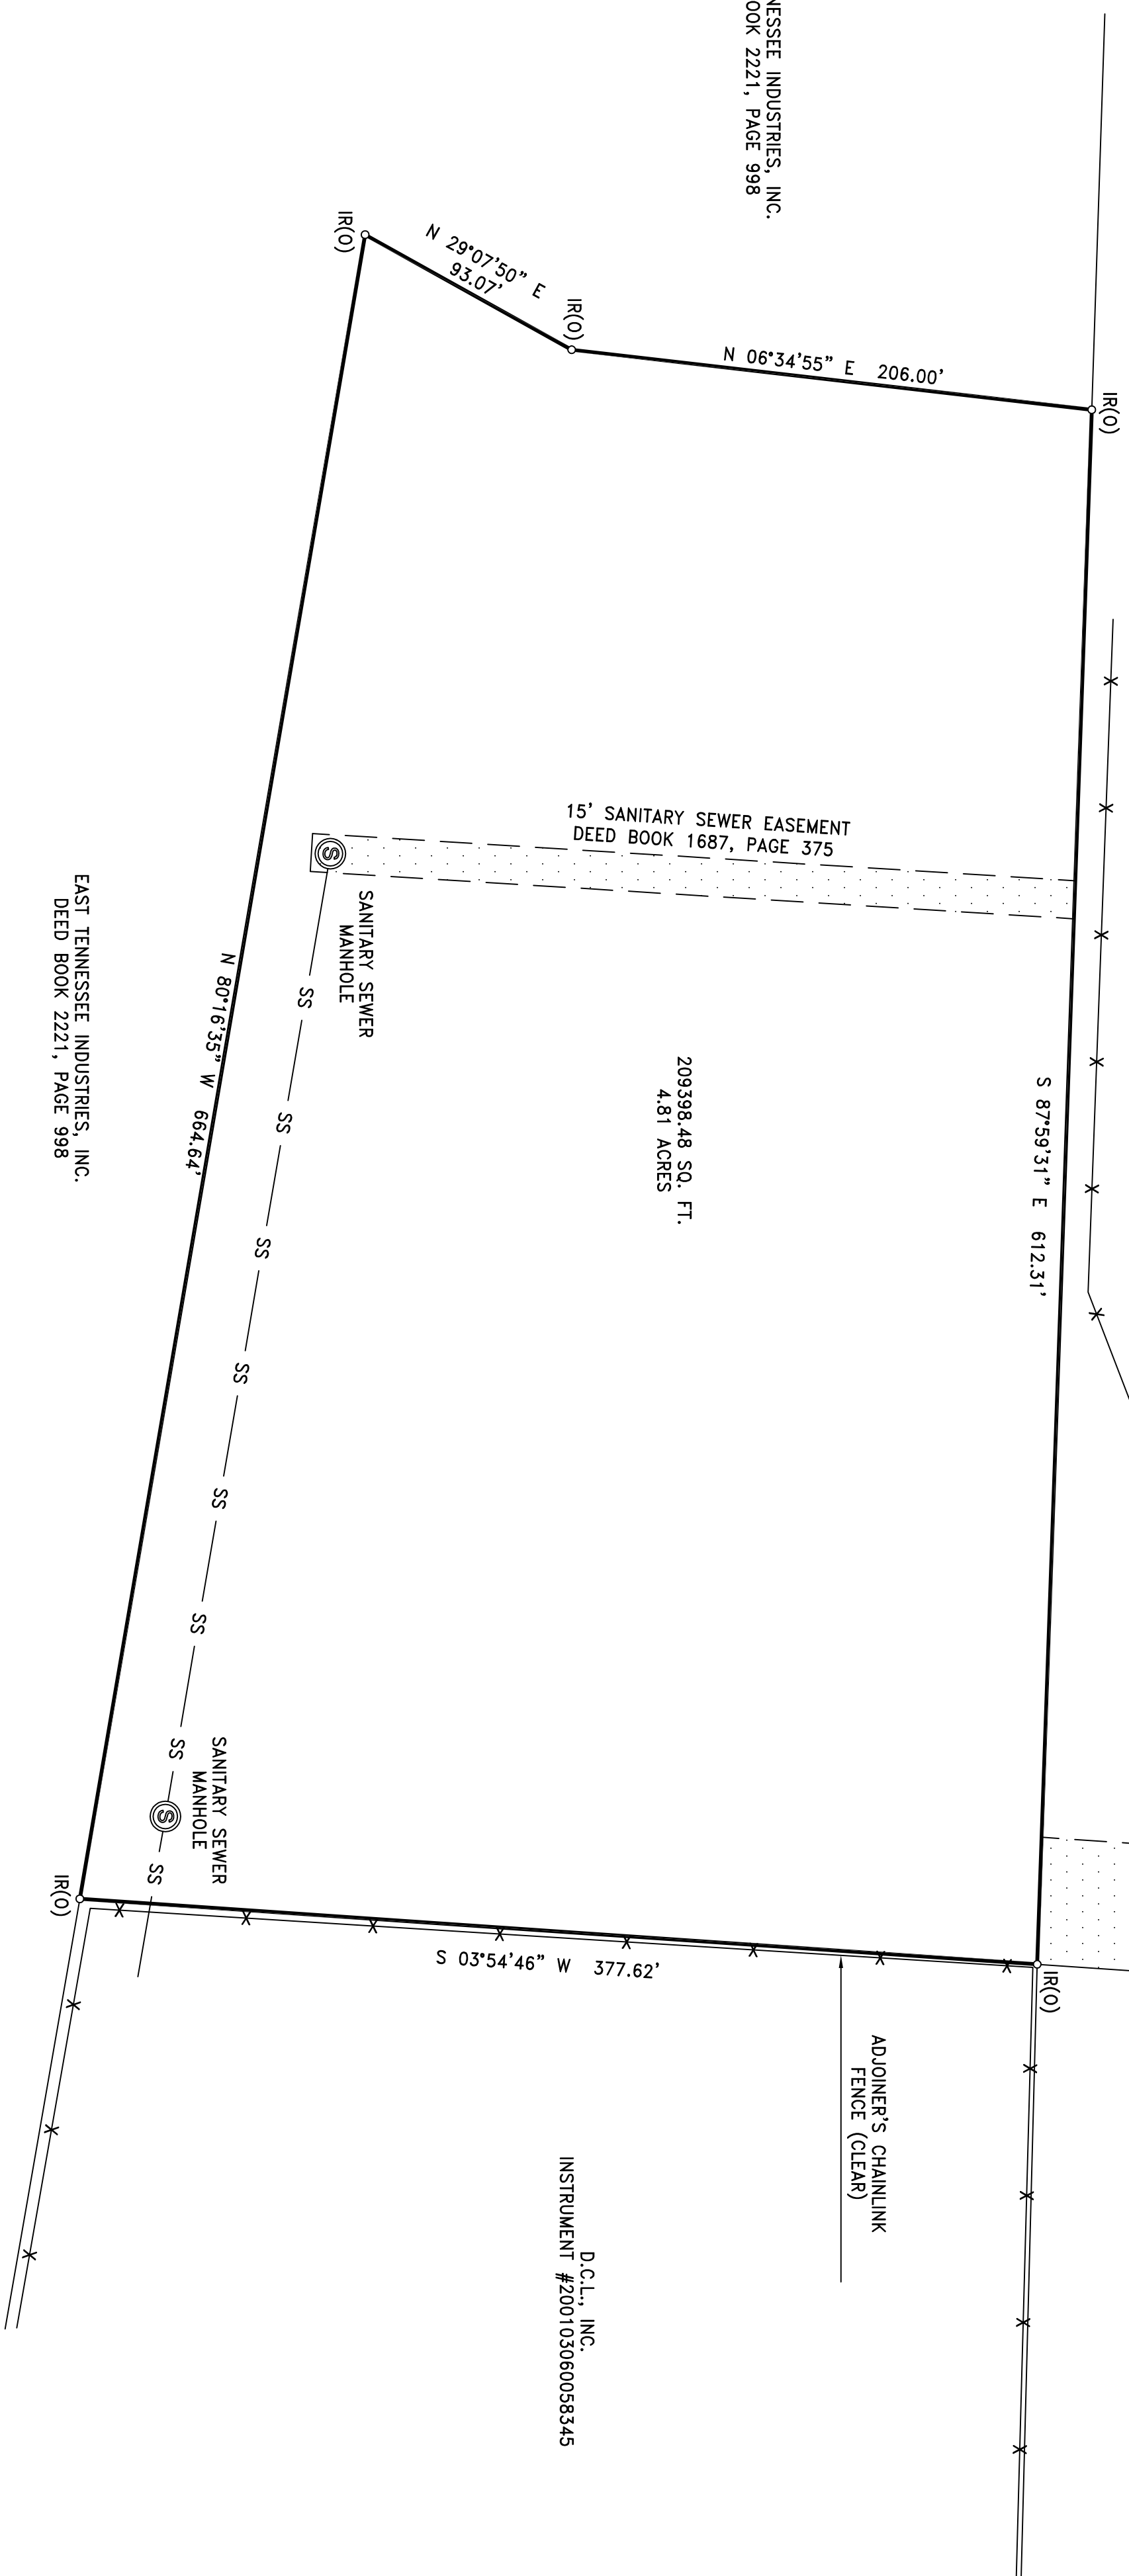 NESSEE INDUSTRIES, INC.
OOK 2221, PAGE 998
IR(O)
N 29°07'50" E
93.07'
IR(O)
N 06°34'55" E 206.00'
IR(O)
15' SANITARY SEWER EASEMENT
DEED BOOK 1687, PAGE 375
S
SANITARY SEWER
MANHOLE
S 87°59'31" E 612.31'
209398.48 SQ. FT.
4.81 ACRES
N 80°16'35" W 664.64'
EAST TENNESSEE INDUSTRIES, INC.
DEED BOOK 2221, PAGE 998
SS
SS
SS
SS
SS
SS
SS
S
SS
SANITARY SEWER
MANHOLE
IR(O)
S 03°54'46" W 377.62'
IR(O)
ADJOINER'S CHAINLINK
FENCE (CLEAR)
D.C.L., INC.
INSTRUMENT #200103060058345